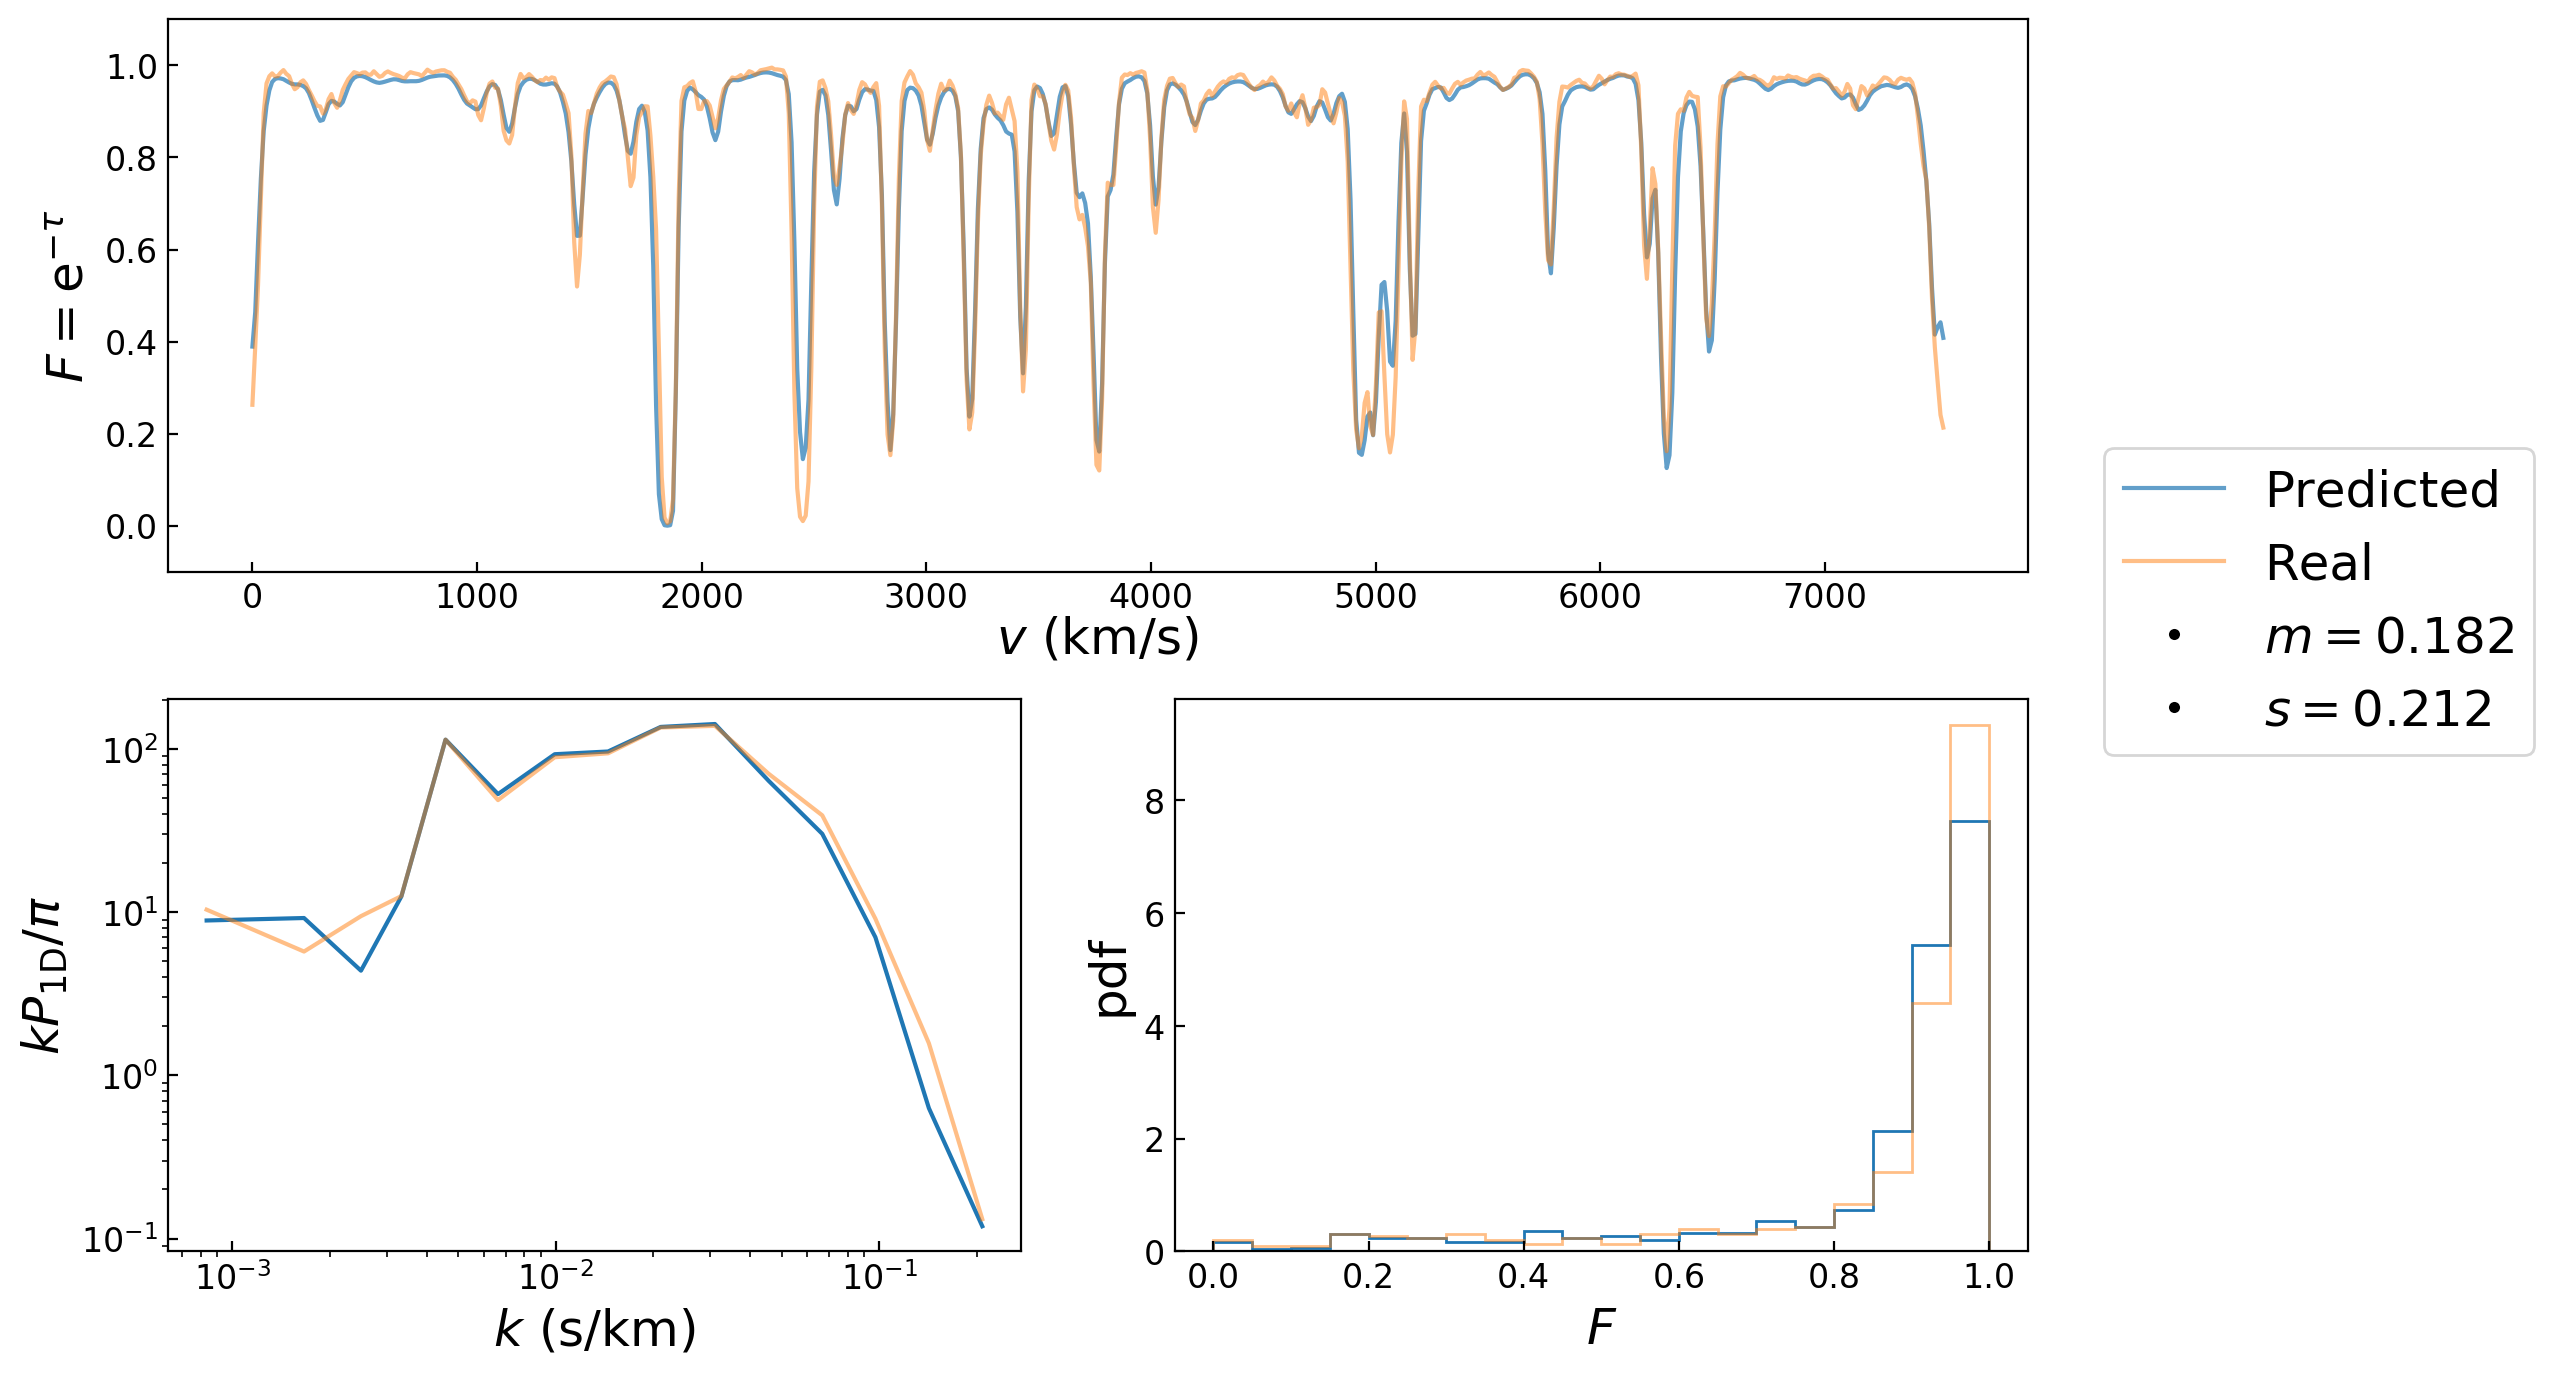 1.0
0.8
0.6
0.4
0.2
0.0
F = e^{-τ}
0 1000 2000 3000 4000 5000 6000 7000
v (km/s)
Predicted
Real
m = 0.182
s = 0.212
10^2
10^1
10^0
10^{-1}
kP_{1D}/π
10^{-3} 10^{-2} 10^{-1}
k (s/km)
8
6
4
2
0
pdf
0.0 0.2 0.4 0.6 0.8 1.0
F